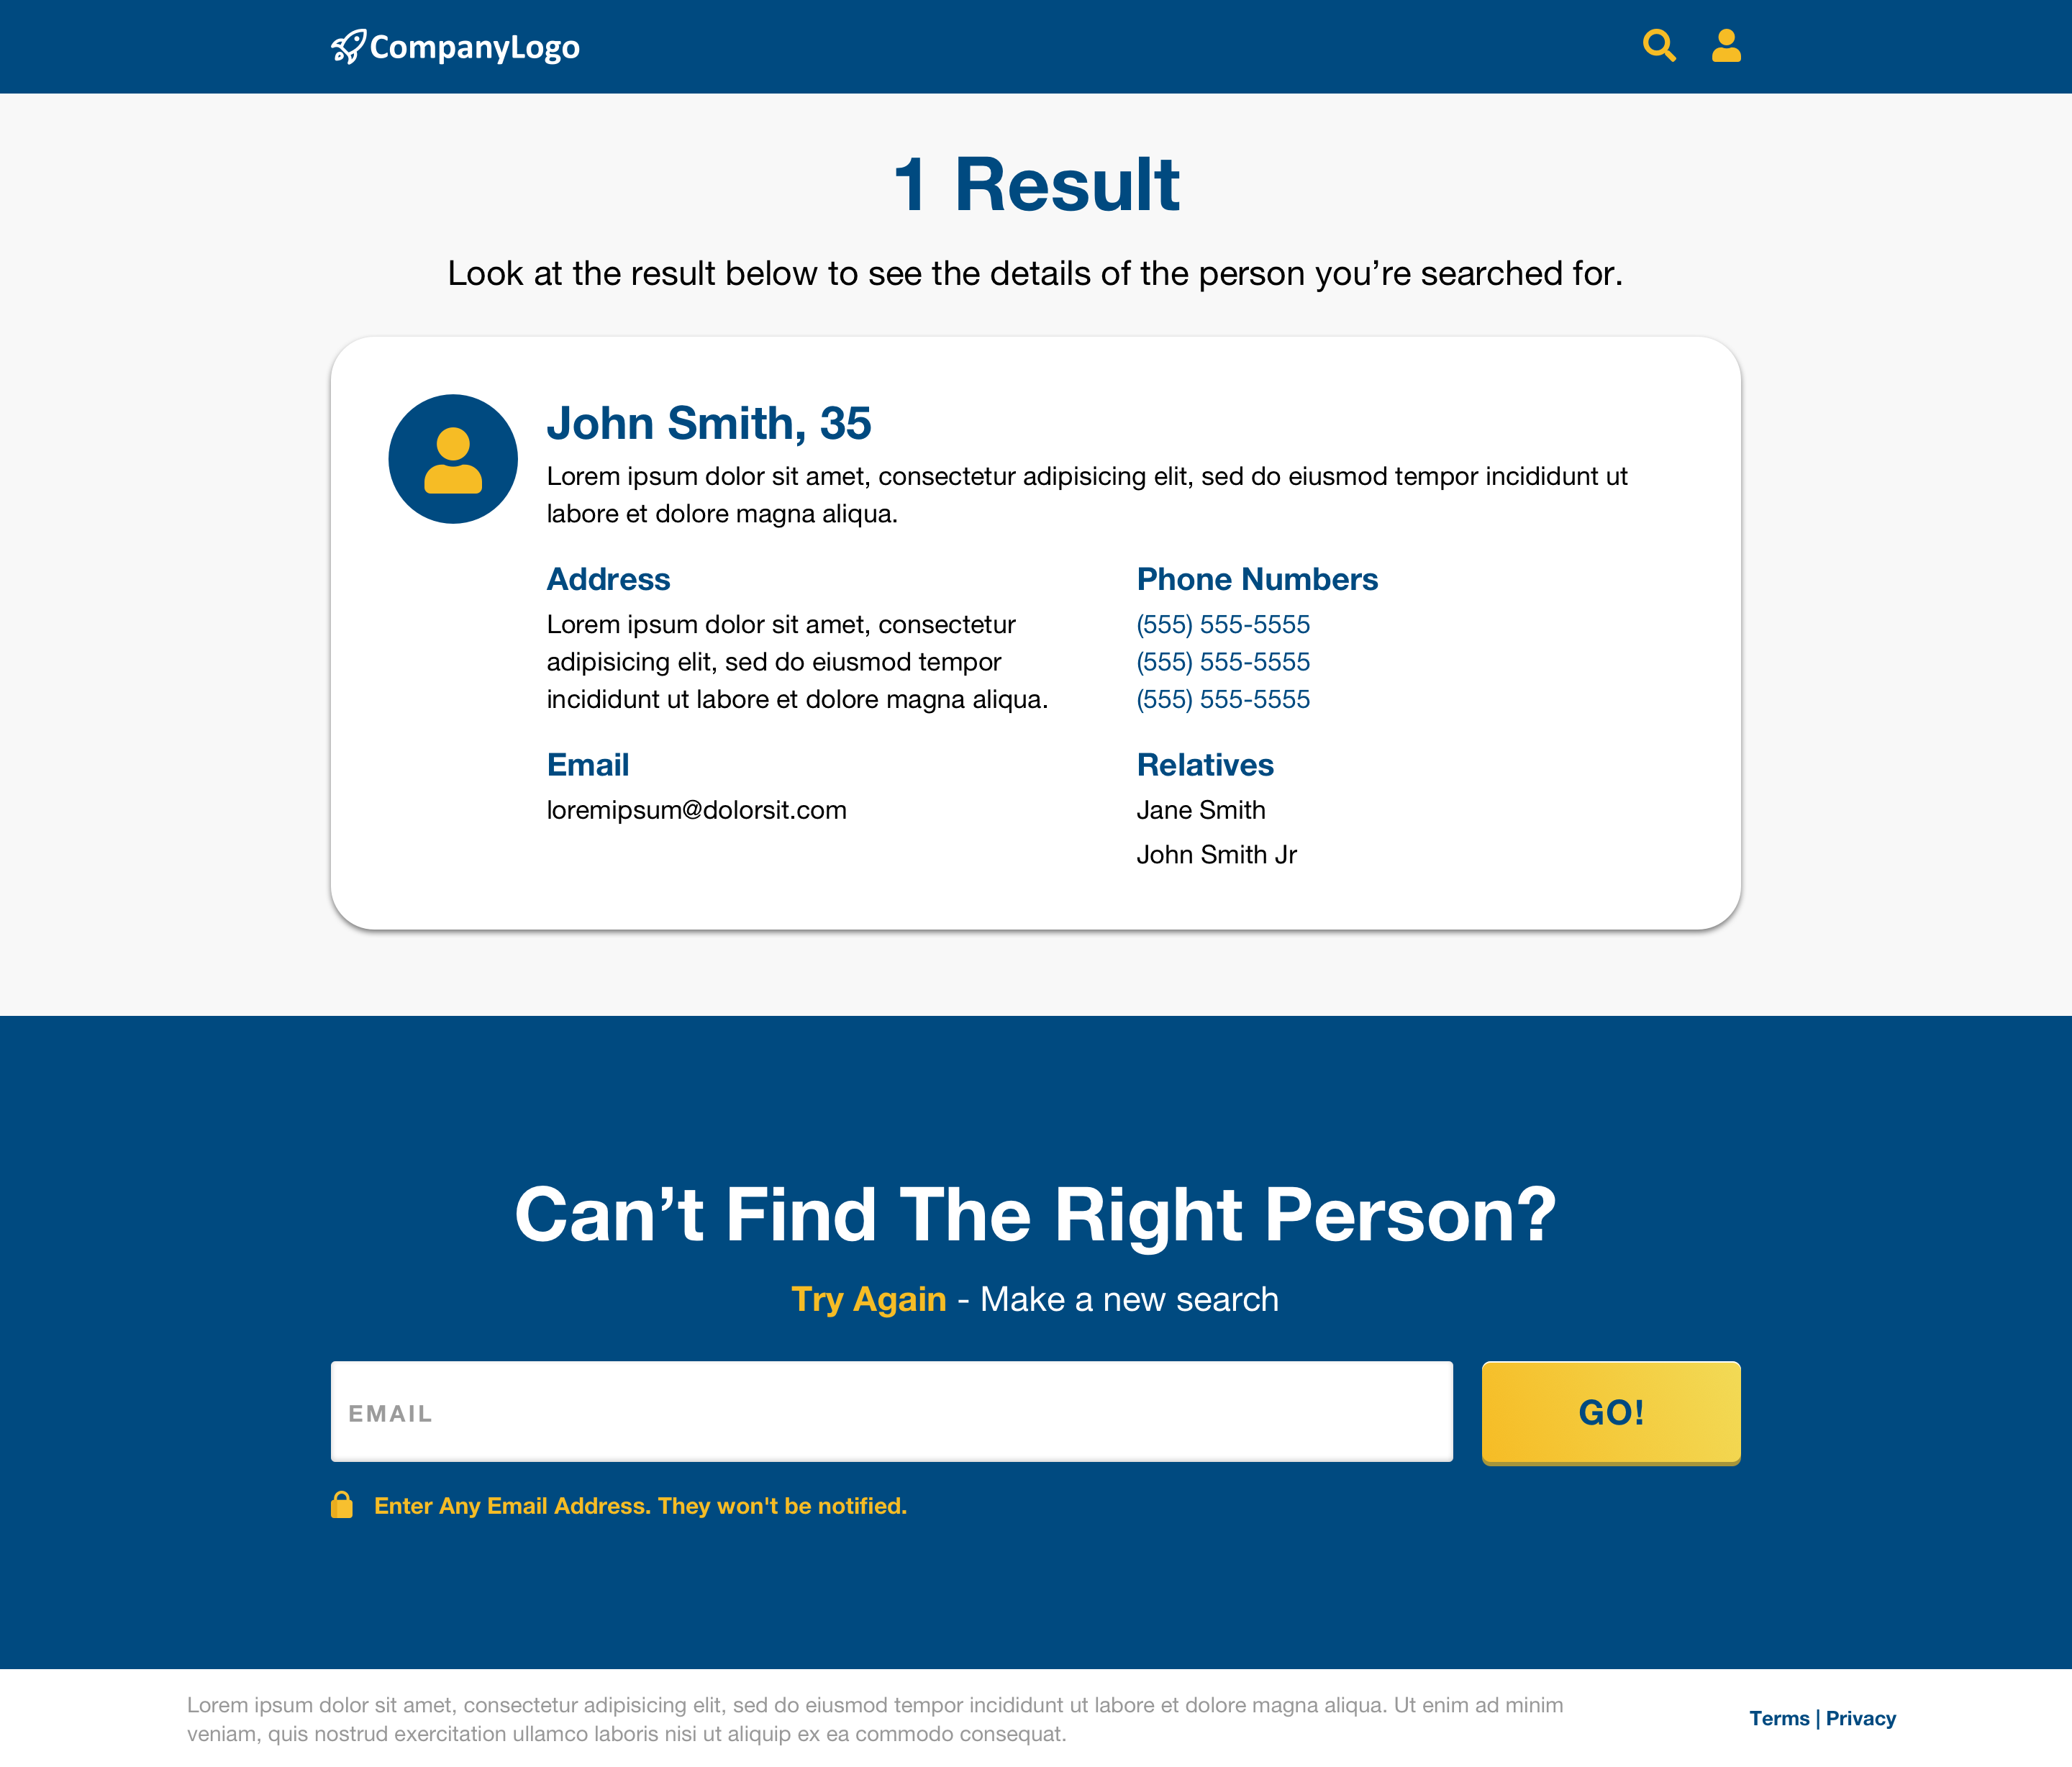 CompanyLogo
1 Result
Look at the result below to see the details of the person you’re searched for.
John Smith, 35
Lorem ipsum dolor sit amet, consectetur adipisicing elit, sed do eiusmod tempor incididunt ut
labore et dolore magna aliqua.
Address
Lorem ipsum dolor sit amet, consectetur
adipisicing elit, sed do eiusmod tempor
incididunt ut labore et dolore magna aliqua.
Phone Numbers
(555) 555-5555
(555) 555-5555
(555) 555-5555
Email
loremipsum@dolorsit.com
Relatives
Jane Smith
John Smith Jr
Can’t Find The Right Person?
Try Again - Make a new search
EMAIL
GO!
Enter Any Email Address. They won't be notified.
Lorem ipsum dolor sit amet, consectetur adipisicing elit, sed do eiusmod tempor incididunt ut labore et dolore magna aliqua. Ut enim ad minim
veniam, quis nostrud exercitation ullamco laboris nisi ut aliquip ex ea commodo consequat.
Terms | Privacy